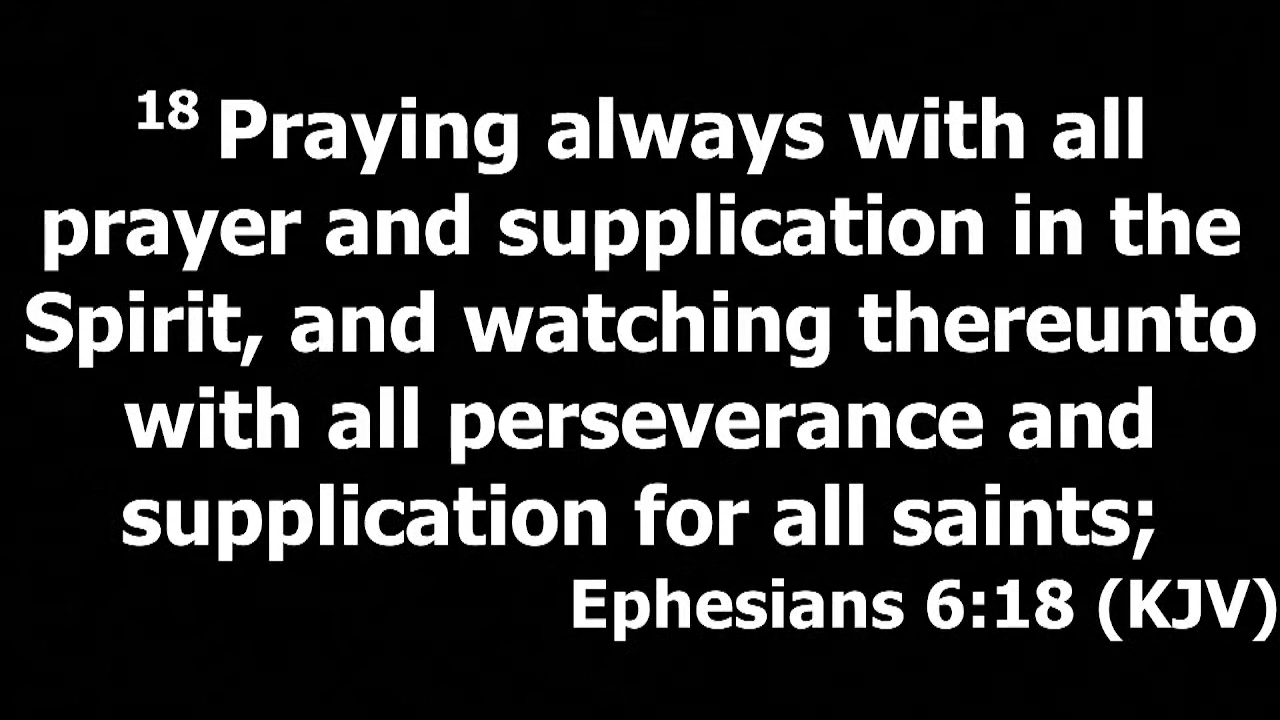 18 Praying always with all
prayer and supplication in the
Spirit, and watching thereunto
with all perseverance and
supplication for all saints;
Ephesians 6:18 (KJV)